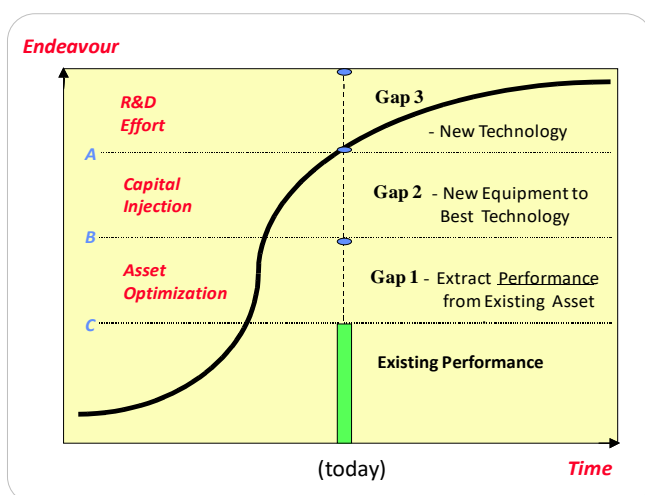 Endeavour
R&D
Effort
Gap 3
- New Technology
A
Capital
Injection
Gap 2 - New Equipment to
Best Technology
B
Asset
Optimization
Gap 1 - Extract Performance
from Existing Asset
C
Existing Performance
(today)
Time